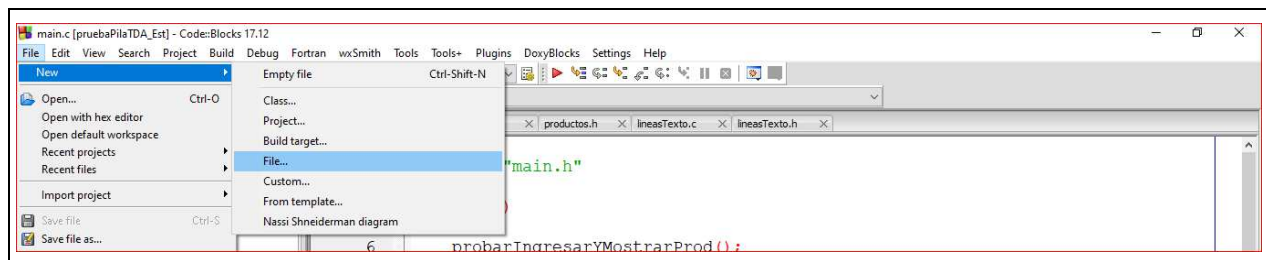 main.c [pruebaPilaTDA_Est] - Code::Blocks 17.12
File Edit View Search Project Build Debug Fortran wxSmith Tools Tools+ Plugins DoxyBlocks Settings Help
New
Empty file Ctrl-Shift-N
Open... Ctrl-O
Class...
Open with hex editor
Project...
productos.h lineasTexto.c lineasTexto.h
Open default workspace
Build target...
Recent projects
File...
"main.h"
Recent files
Custom...
Import project
From template...
)
Save file Ctrl-S
Nassi Shneiderman diagram
Save file as...
6 probarIngresarYMostrarProd();